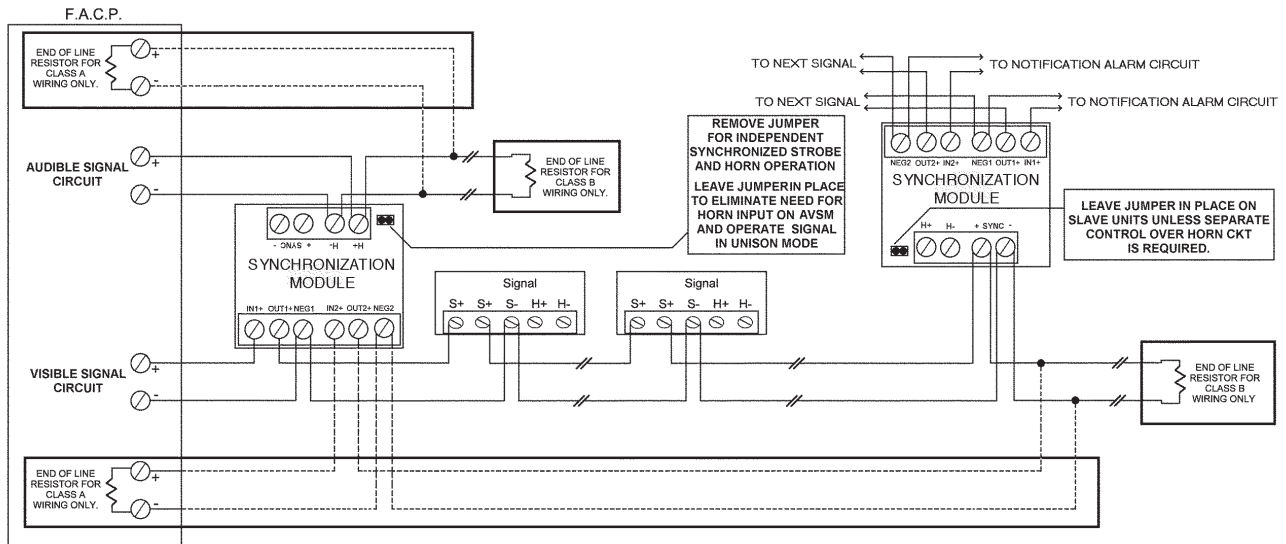 F.A.C.P.
END OF LINE
RESISTOR FOR
CLASS A
WIRING ONLY.
+
-
AUDIBLE SIGNAL
CIRCUIT
+
-
END OF LINE
RESISTOR FOR
CLASS B
WIRING ONLY.
- SYNC + H- H+
SYNCHRONIZATION
MODULE
IN1+ OUT1+ NEG1 IN2+ OUT2+ NEG2
REMOVE JUMPER
FOR INDEPENDENT
SYNCHRONIZED STROBE
AND HORN OPERATION
LEAVE JUMPER IN PLACE
TO ELIMINATE NEED FOR
HORN INPUT ON AVSM
AND OPERATE SIGNAL
IN UNISON MODE
Signal
S+ S+ S- H+ H-
Signal
S+ S+ S- H+ H-
TO NEXT SIGNAL
TO NOTIFICATION ALARM CIRCUIT
TO NEXT SIGNAL
TO NOTIFICATION ALARM CIRCUIT
NEG2 OUT2+ IN2+ NEG1 OUT1+ IN1+
SYNCHRONIZATION
MODULE
H+ H- + SYNC -
LEAVE JUMPER IN PLACE ON
SLAVE UNITS UNLESS SEPARATE
CONTROL OVER HORN CKT
IS REQUIRED.
VISIBLE SIGNAL
CIRCUIT
+
-
END OF LINE
RESISTOR FOR
CLASS B
WIRING ONLY
END OF LINE
RESISTOR FOR
CLASS A
WIRING ONLY.
+
-